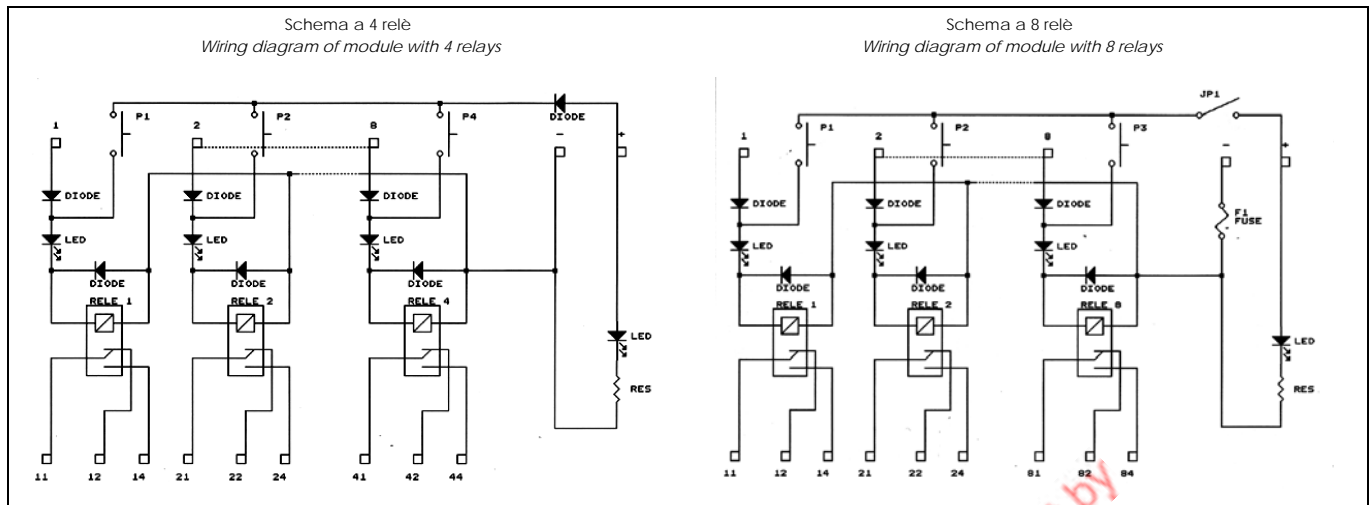 Schema a 4 relè
Wiring diagram of module with 4 relays
P1
P2
P4
DIODE
1
2
8
-
+
DIODE
DIODE
DIODE
LED
LED
LED
DIODE
DIODE
DIODE
RELE 1
RELE 2
RELE 4
LED
RES
11
12
14
21
22
24
41
42
44
Schema a 8 relè
Wiring diagram of module with 8 relays
JP1
P1
P2
P3
1
2
8
-
+
DIODE
DIODE
DIODE
F1
FUSE
LED
LED
LED
DIODE
DIODE
DIODE
RELE 1
RELE 2
RELE 8
LED
RES
11
12
14
21
22
24
81
82
84
by